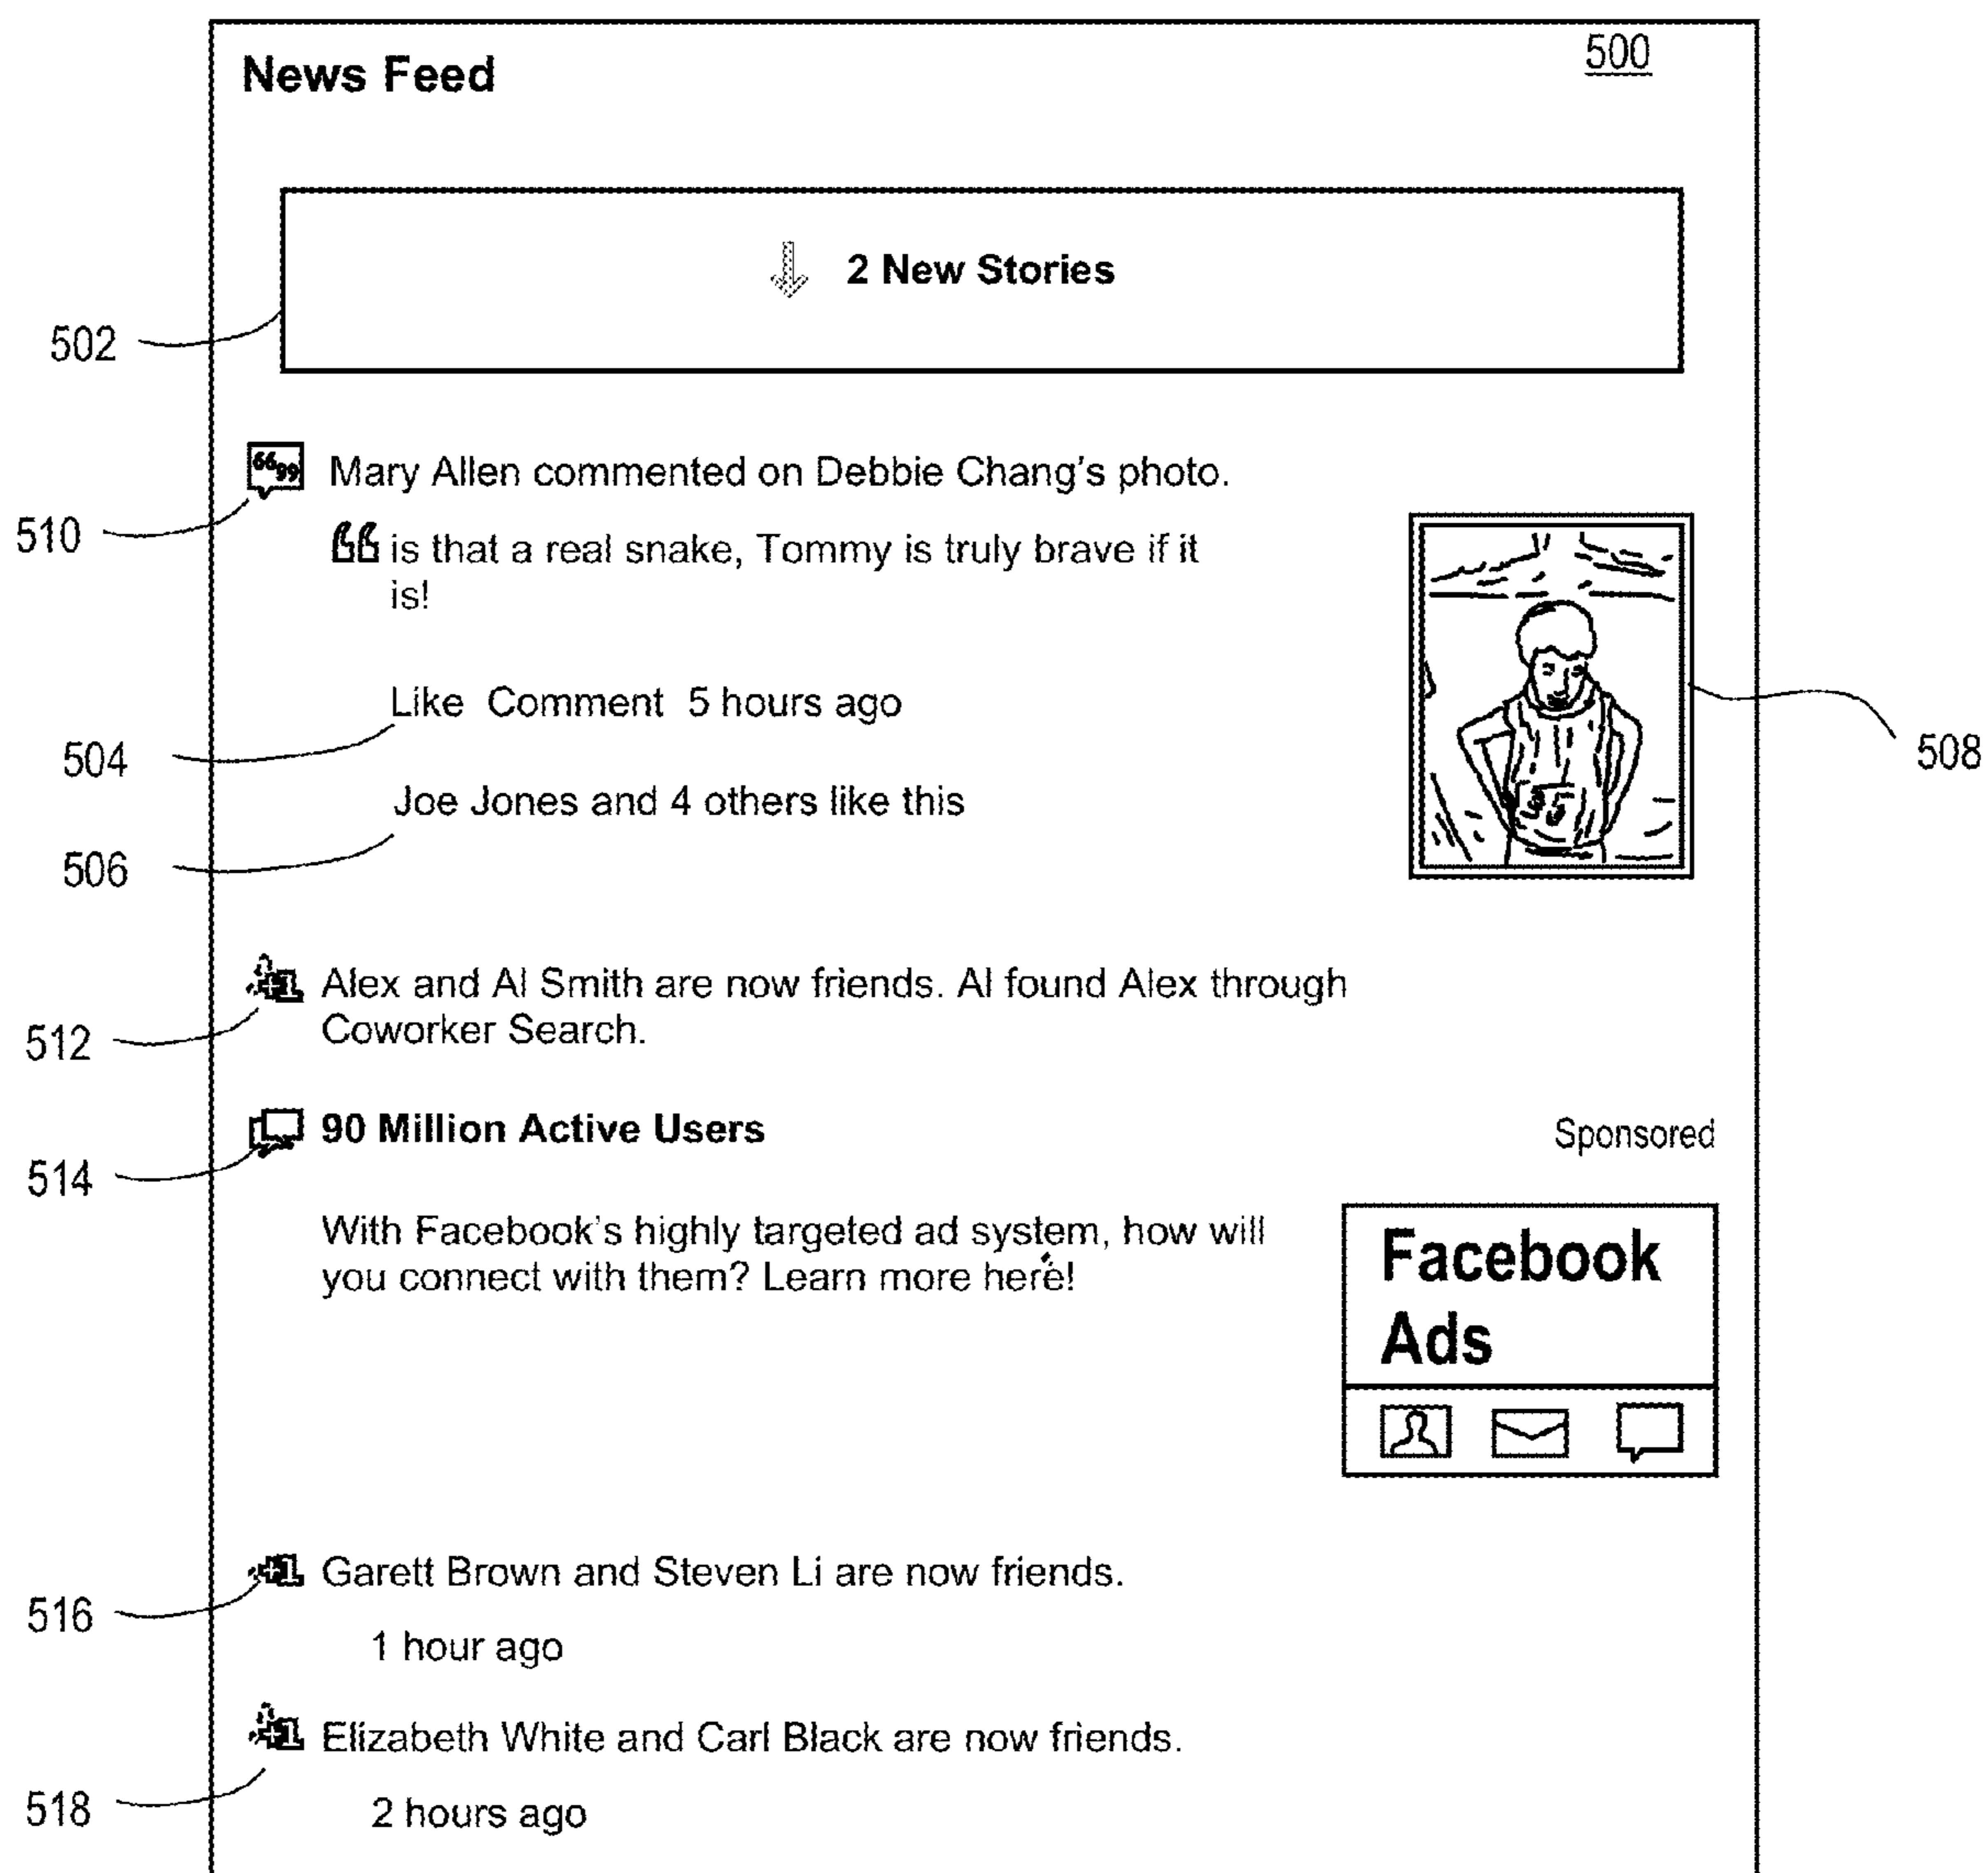 500
News Feed
2 New Stories
502
Mary Allen commented on Debbie Chang's photo.
510
is that a real snake, Tommy is truly brave if it
is!
Like Comment 5 hours ago
504
508
Joe Jones and 4 others like this
35
506
+1 Alex and Al Smith are now friends. Al found Alex through
Coworker Search.
512
90 Million Active Users
Sponsored
514
With Facebook's highly targeted ad system, how will
you connect with them? Learn more here!
Facebook
Ads
+1 Garett Brown and Steven Li are now friends.
516
1 hour ago
+1 Elizabeth White and Carl Black are now friends.
518
2 hours ago